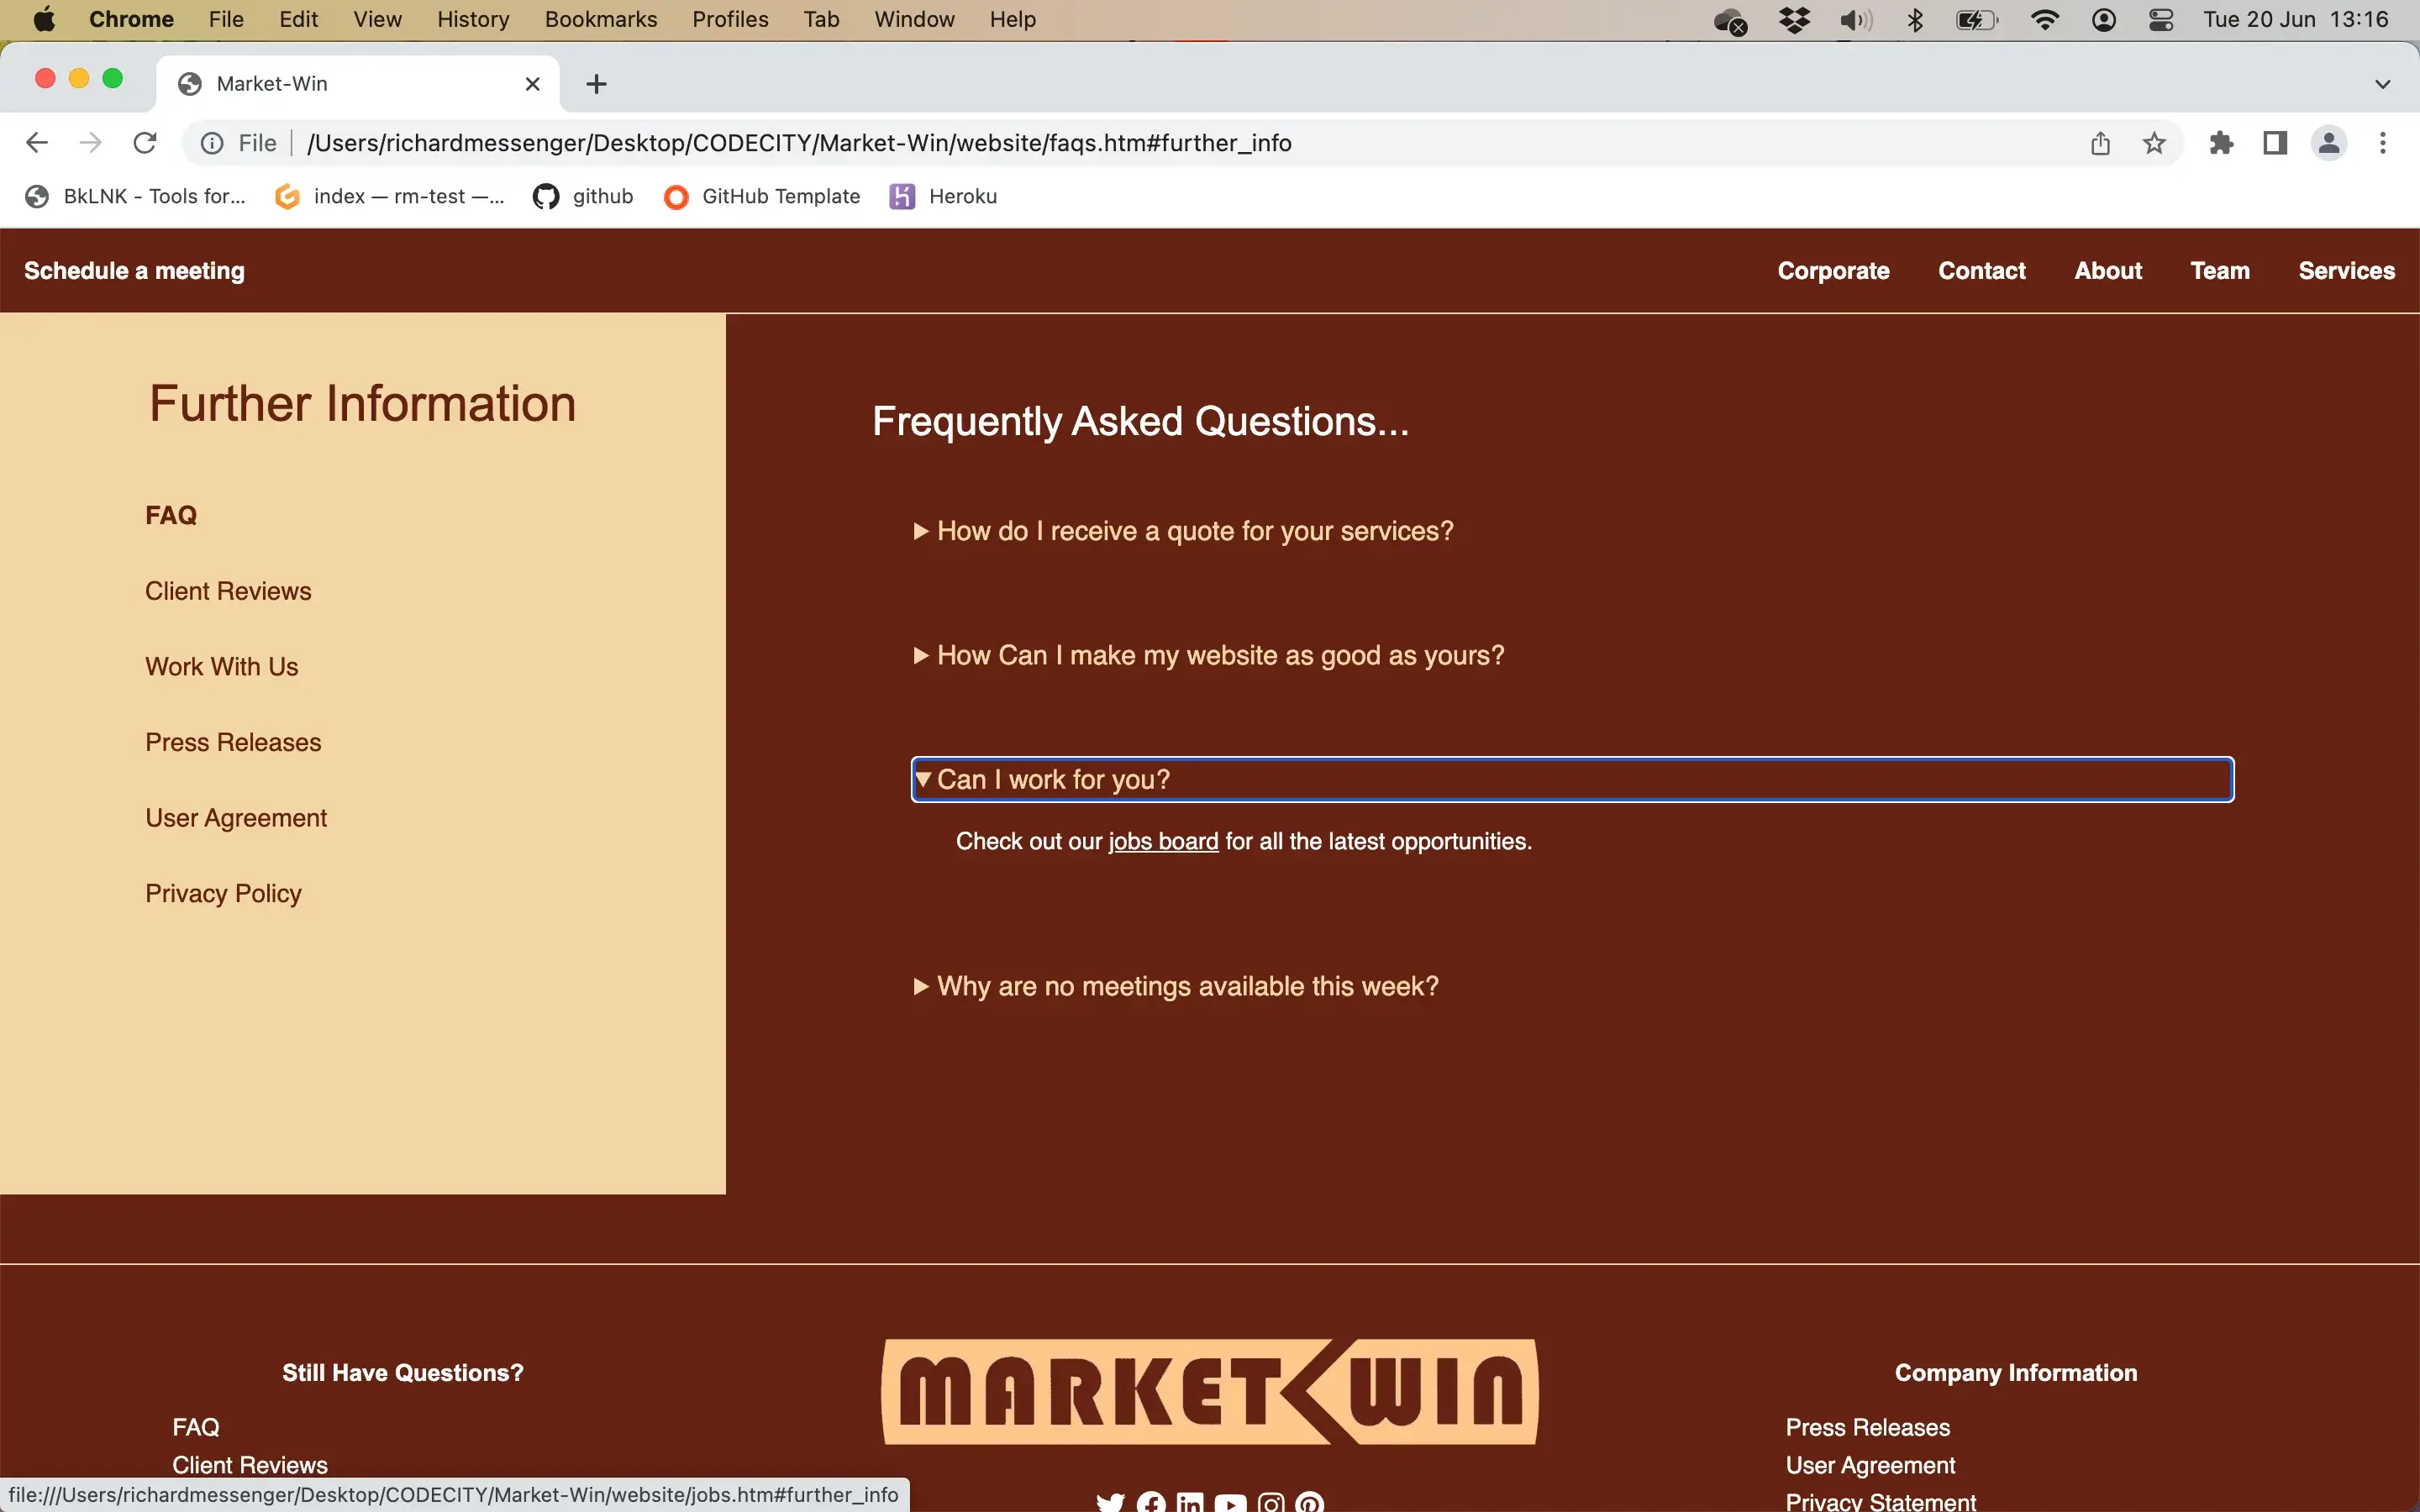 Chrome File Edit View History Bookmarks Profiles Tab Window Help Tue 20 Jun 13:16
Market-Win
File /Users/richardmessenger/Desktop/CODECITY/Market-Win/website/faqs.htm#further_info
BkLNK - Tools for... index — rm-test —... github GitHub Template Heroku
Schedule a meeting Corporate Contact About Team Services
Further Information
FAQ
Client Reviews
Work With Us
Press Releases
User Agreement
Privacy Policy
Frequently Asked Questions...
How do I receive a quote for your services?
How Can I make my website as good as yours?
Can I work for you?
Check out our jobs board for all the latest opportunities.
Why are no meetings available this week?
Still Have Questions?
FAQ
Client Reviews
MARKET WIN
Company Information
Press Releases
User Agreement
Privacy Statement
file:///Users/richardmessenger/Desktop/CODECITY/Market-Win/website/jobs.htm#further_info